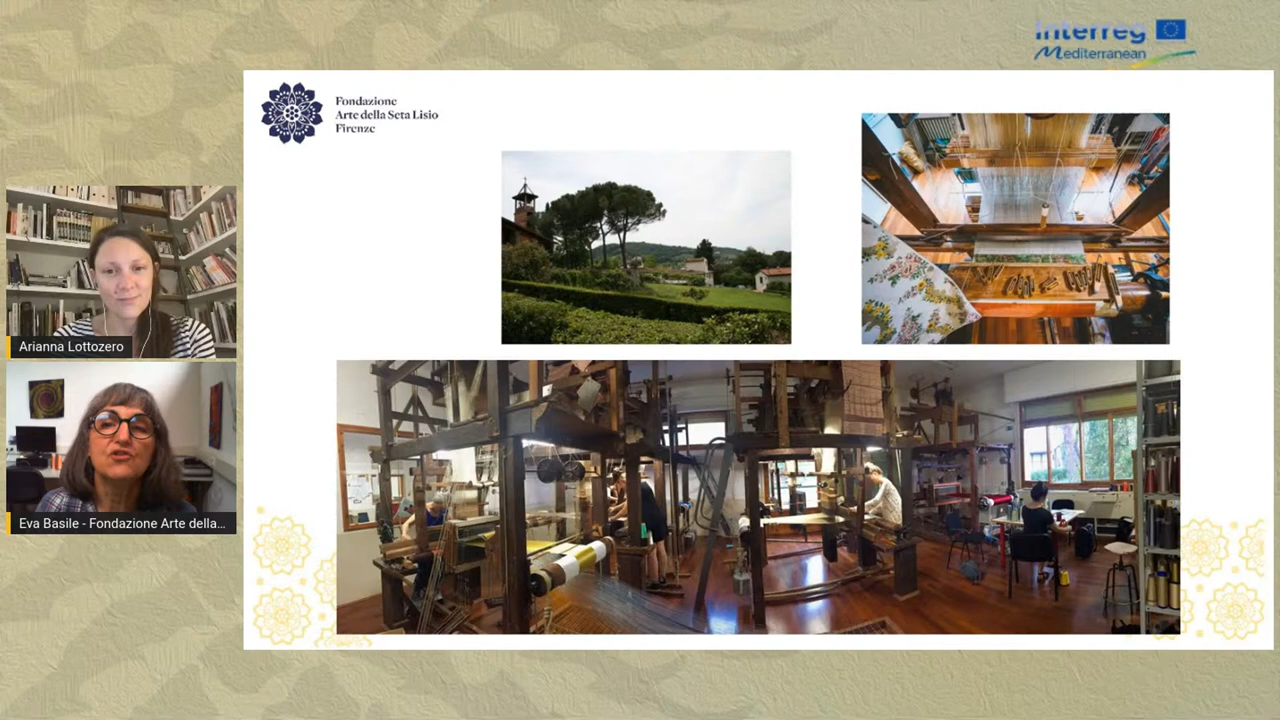 Interreg
Mediterranean
Fondazione
Arte della Seta Lisio
Firenze
Arianna Lottozero
Eva Basile - Fondazione Arte della...